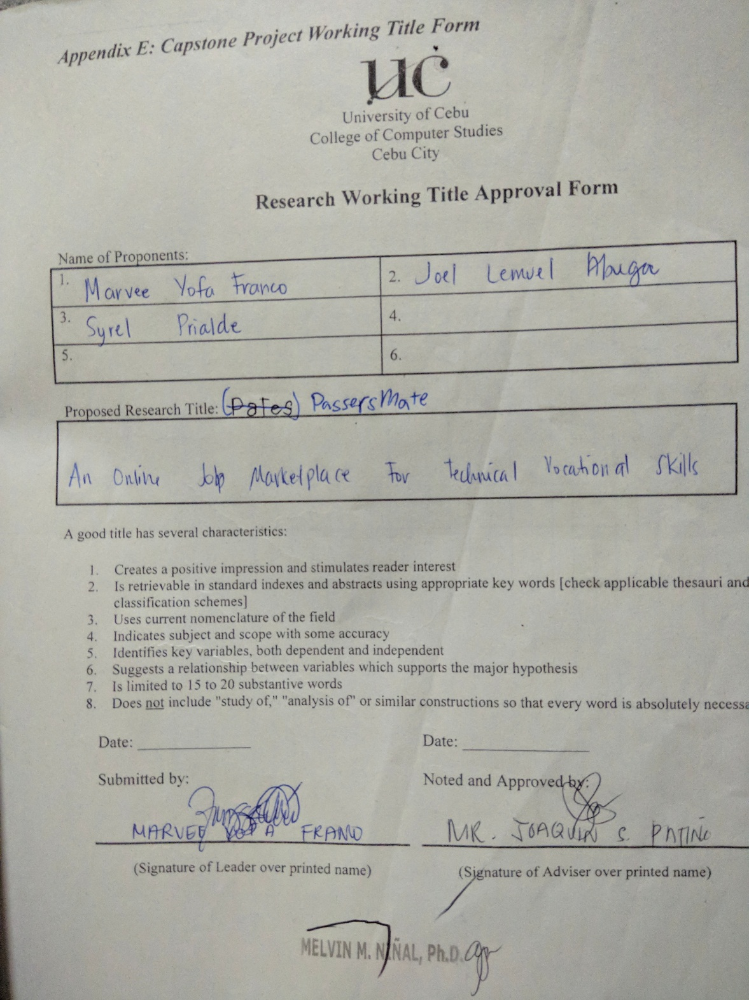 Appendix E: Capstone Project Working Title Form
uc
University of Cebu
College of Computer Studies
Cebu City
Research Working Title Approval Form
Name of Proponents:
1. Marvee Yofa Franco
2. Joel Lemuel Abuga
3. Syrel Prialde
4.
5.
6.
Proposed Research Title: (Pates) PassersMate
An Online Job Marketplace For Technical Vocational Skills
A good title has several characteristics:
1. Creates a positive impression and stimulates reader interest
2. Is retrievable in standard indexes and abstracts using appropriate key words [check applicable thesauri and
classification schemes]
3. Uses current nomenclature of the field
4. Indicates subject and scope with some accuracy
5. Identifies key variables, both dependent and independent
6. Suggests a relationship between variables which supports the major hypothesis
7. Is limited to 15 to 20 substantive words
8. Does not include "study of," "analysis of" or similar constructions so that every word is absolutely necessa
Date: Date:
Submitted by: Noted and Approved by:
MARVEE YOFA FRANO MR. JOAQUIN S. PATIÑO
(Signature of Leader over printed name) (Signature of Adviser over printed name)
MELVIN M. NIÑAL, Ph.D.